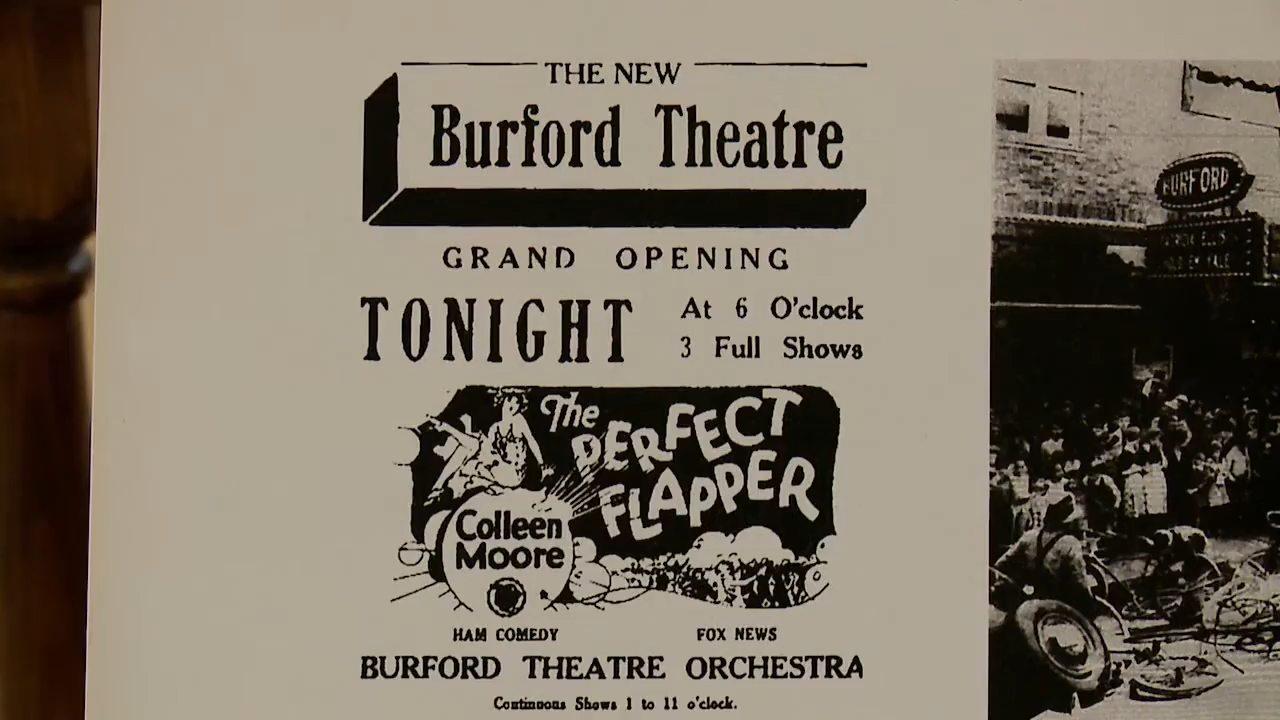 THE NEW
Burford Theatre
GRAND OPENING
TONIGHT
At 6 O'clock
3 Full Shows
The
PERFECT
FLAPPER
Colleen
Moore
HAM COMEDY
FOX NEWS
BURFORD THEATRE ORCHESTRA
Continuous Shows 1 to 11 o'clock.
BURFORD